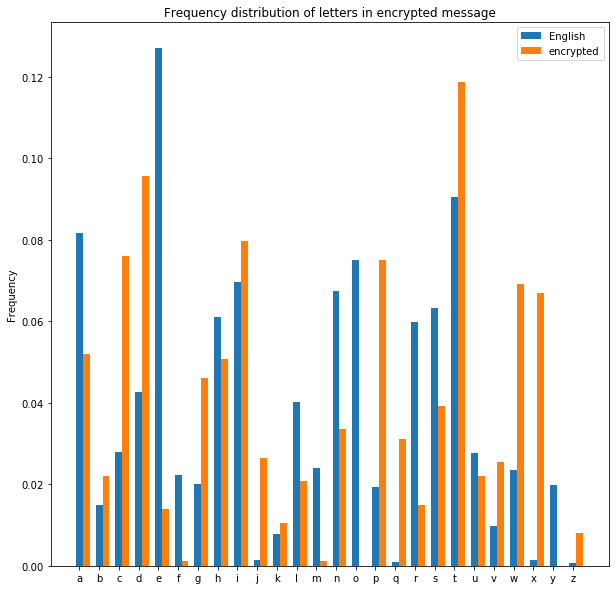 Frequency distribution of letters in encrypted message
English
encrypted
Frequency
0.12
0.10
0.08
0.06
0.04
0.02
0.00
a b c d e f g h i j k l m n o p q r s t u v w x y z